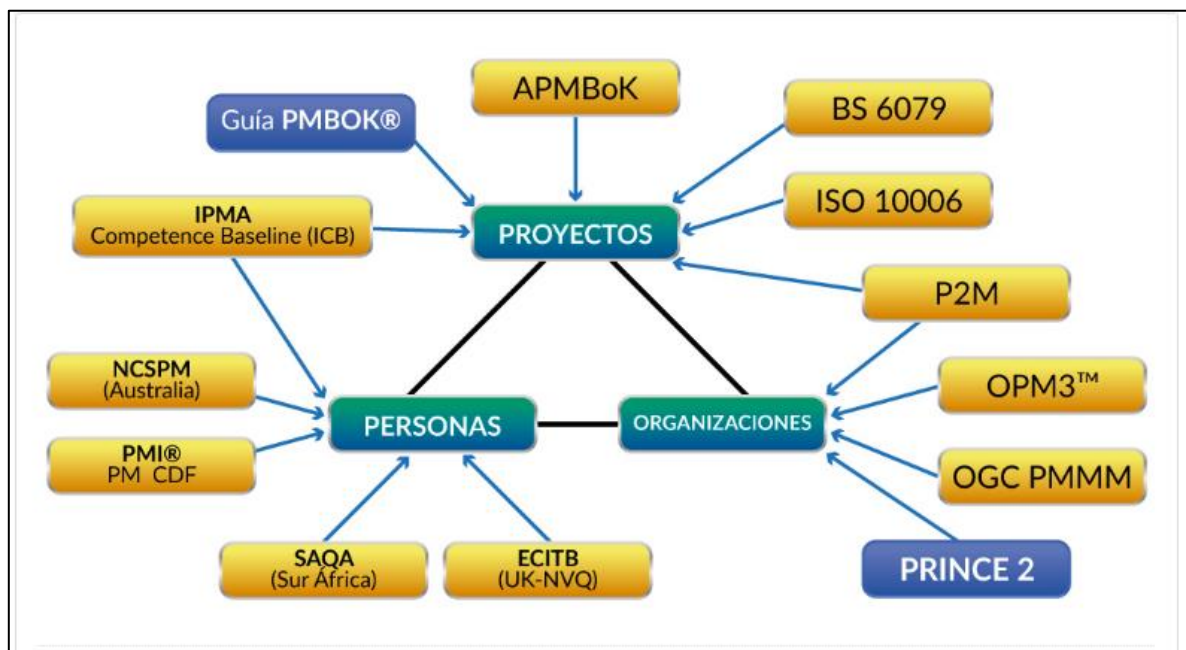 APMBoK
BS 6079
Guía PMBOK®
ISO 10006
IPMA
Competence Baseline (ICB)
PROYECTOS
P2M
NCSPM
(Australia)
OPM3™
PERSONAS
ORGANIZACIONES
PMI®
PM CDF
OGC PMMM
SAQA
(Sur África)
ECITB
(UK-NVQ)
PRINCE 2